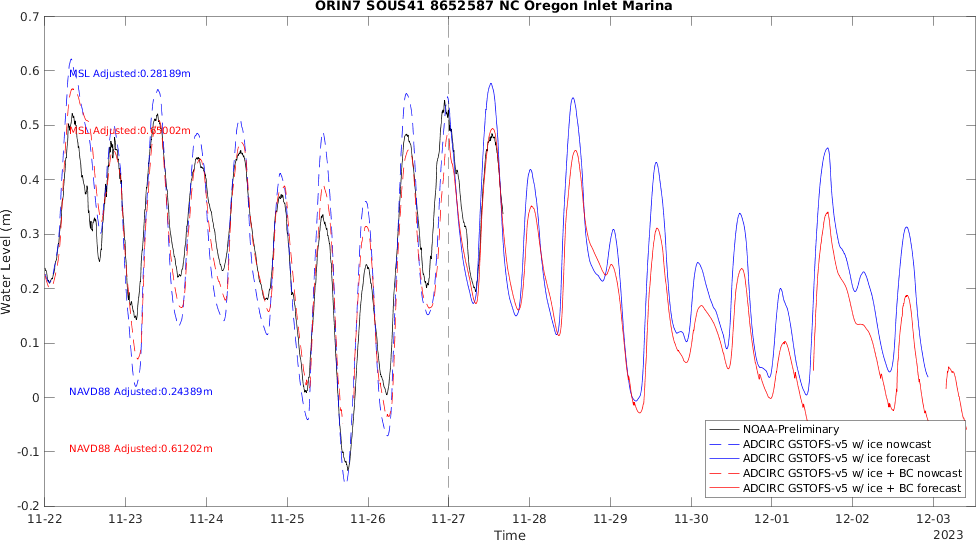 ORIN7 SOUS41 8652587 NC Oregon Inlet Marina
0.7
0.6
0.5
0.4
0.3
0.2
0.1
0
-0.1
-0.2
Water Level (m)
MSL Adjusted:0.28189m
MSL Adjusted:0.65002m
NAVD88 Adjusted:0.24389m
NAVD88 Adjusted:0.61202m
NOAA-Preliminary
ADCIRC GSTOFS-v5 w/ ice nowcast
ADCIRC GSTOFS-v5 w/ ice forecast
ADCIRC GSTOFS-v5 w/ ice + BC nowcast
ADCIRC GSTOFS-v5 w/ ice + BC forecast
11-22 11-23 11-24 11-25 11-26 11-27 11-28 11-29 11-30 12-01 12-02 12-03
Time
2023